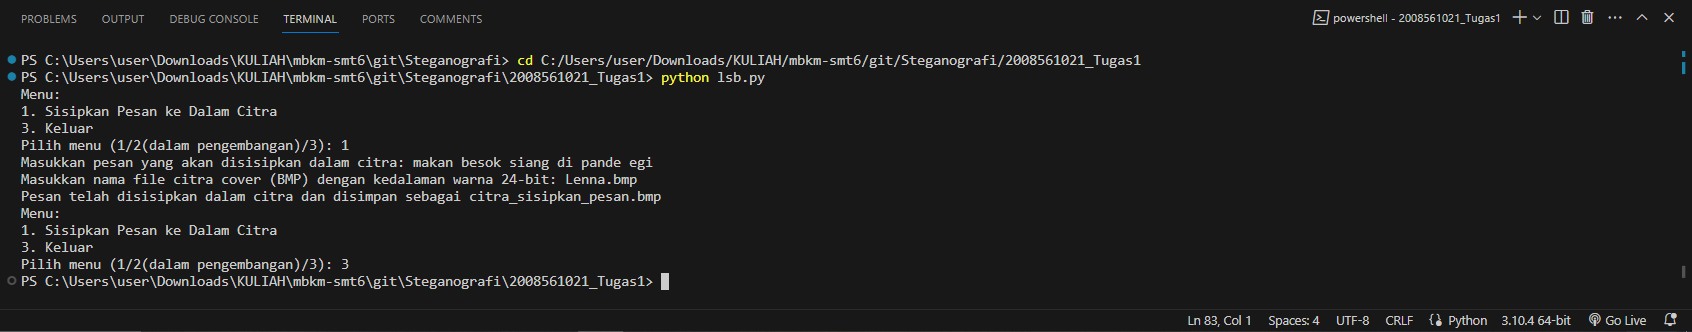 PROBLEMS OUTPUT DEBUG CONSOLE TERMINAL PORTS COMMENTS powershell - 2008561021_Tugas1
PS C:\Users\user\Downloads\KULIAH\mbkm-smt6\git\Steganografi> cd C:/Users/user/Downloads/KULIAH/mbkm-smt6/git/Steganografi/2008561021_Tugas1
PS C:\Users\user\Downloads\KULIAH\mbkm-smt6\git\Steganografi\2008561021_Tugas1> python lsb.py
Menu:
1. Sisipkan Pesan ke Dalam Citra
3. Keluar
Pilih menu (1/2(dalam pengembangan)/3): 1
Masukkan pesan yang akan disisipkan dalam citra: makan besok siang di pande egi
Masukkan nama file citra cover (BMP) dengan kedalaman warna 24-bit: Lenna.bmp
Pesan telah disisipkan dalam citra dan disimpan sebagai citra_sisipkan_pesan.bmp
Menu:
1. Sisipkan Pesan ke Dalam Citra
3. Keluar
Pilih menu (1/2(dalam pengembangan)/3): 3
PS C:\Users\user\Downloads\KULIAH\mbkm-smt6\git\Steganografi\2008561021_Tugas1>
Ln 83, Col 1 Spaces: 4 UTF-8 CRLF Python 3.10.4 64-bit Go Live